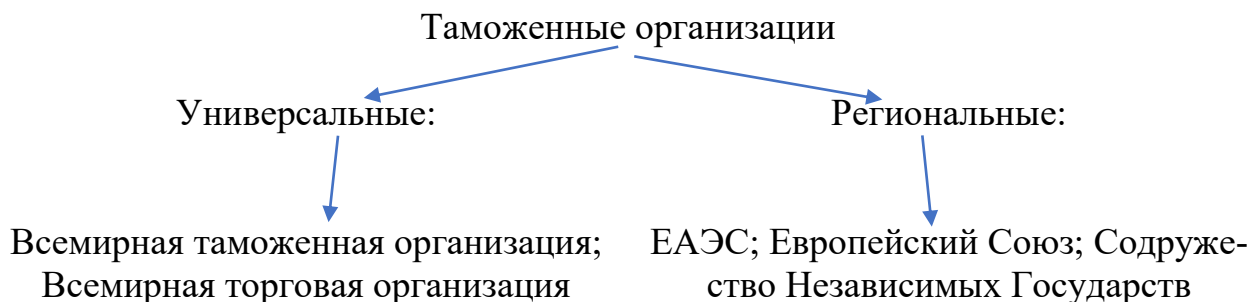 Таможенные организации
Универсальные:
Региональные:
Всемирная таможенная организация;
Всемирная торговая организация
ЕАЭС; Европейский Союз; Содруже-
ство Независимых Государств